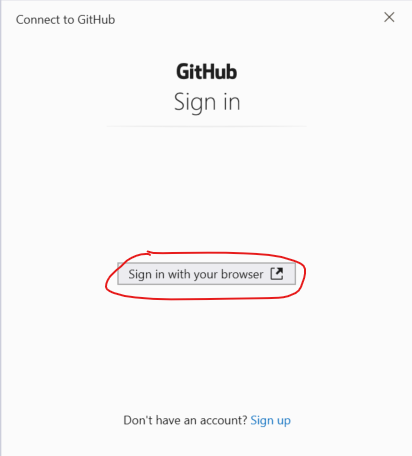 Connect to GitHub
GitHub
Sign in
Sign in with your browser
Don't have an account? Sign up